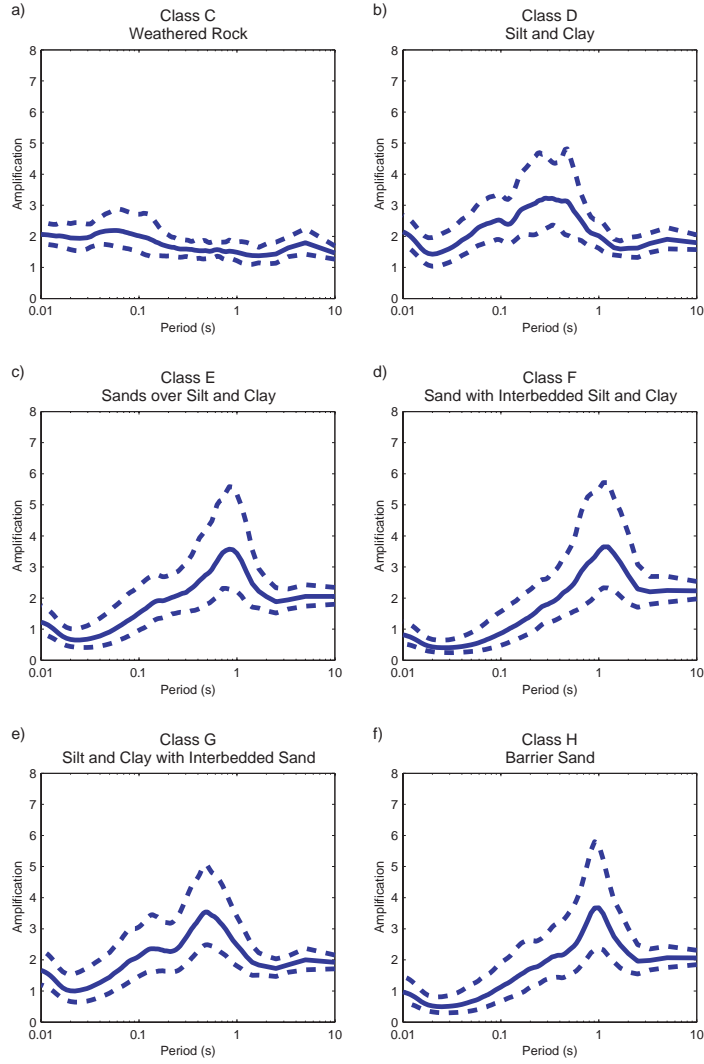 a)
Class C
Weathered Rock
8
7
6
5
4
3
2
1
0
Amplification
0.01
0.1
1
10
Period (s)
b)
Class D
Silt and Clay
8
7
6
5
4
3
2
1
0
Amplification
0.01
0.1
1
10
Period (s)
c)
Class E
Sands over Silt and Clay
8
7
6
5
4
3
2
1
0
Amplification
0.01
0.1
1
10
Period (s)
d)
Class F
Sand with Interbedded Silt and Clay
8
7
6
5
4
3
2
1
0
Amplification
0.01
0.1
1
10
Period (s)
e)
Class G
Silt and Clay with Interbedded Sand
8
7
6
5
4
3
2
1
0
Amplification
0.01
0.1
1
10
Period (s)
f)
Class H
Barrier Sand
8
7
6
5
4
3
2
1
0
Amplification
0.01
0.1
1
10
Period (s)